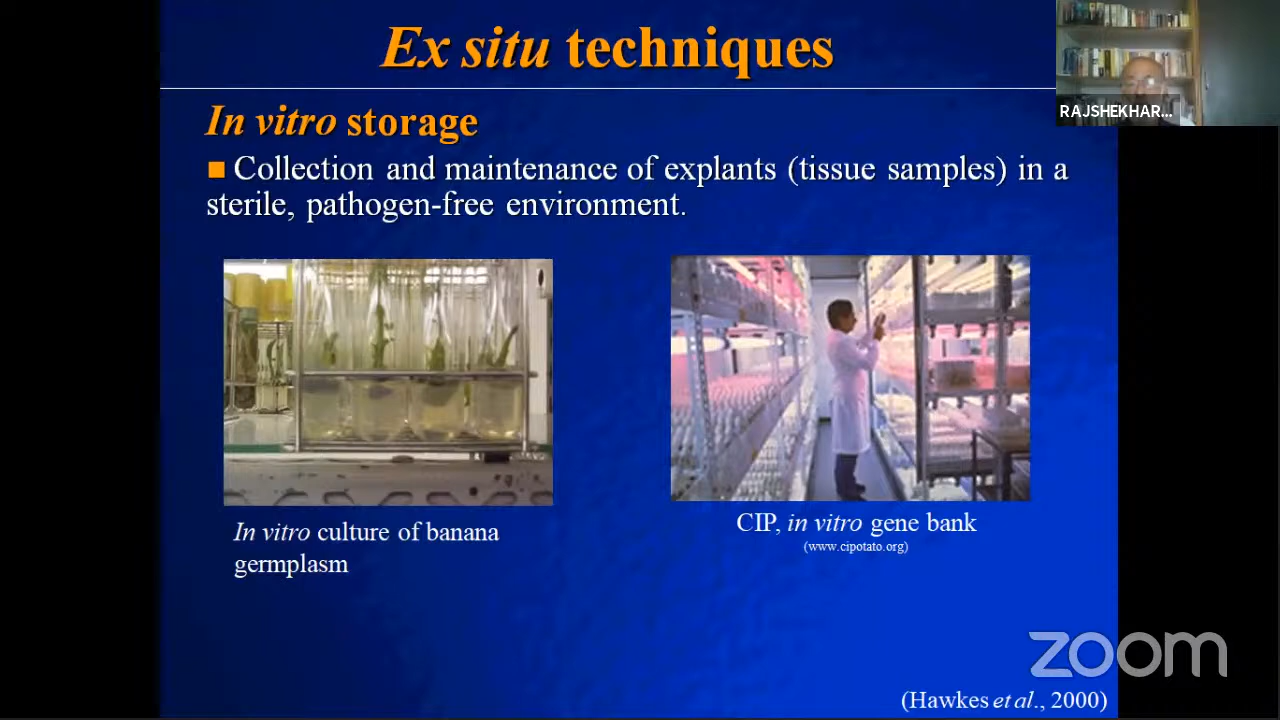 Ex situ techniques
RAJSHEKHAR...
In vitro storage
Collection and maintenance of explants (tissue samples) in a
sterile, pathogen-free environment.
In vitro culture of banana
germplasm
CIP, in vitro gene bank
(www.cipotato.org)
zoom
(Hawkes et al., 2000)